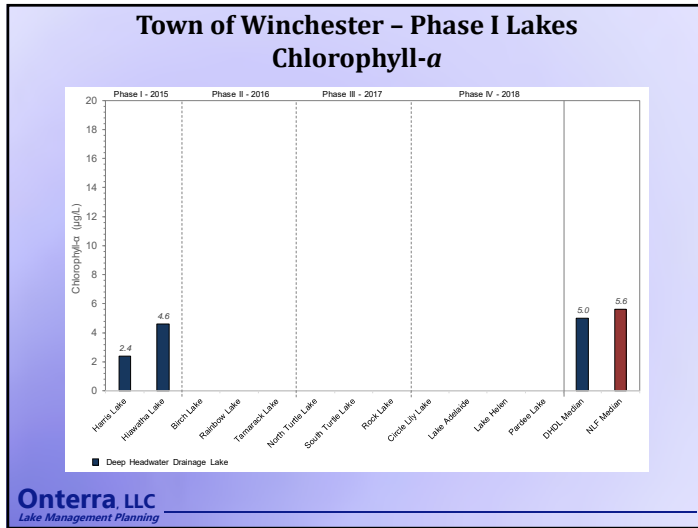 Town of Winchester – Phase I Lakes
Chlorophyll-a
Phase I - 2015 Phase II - 2016 Phase III - 2017 Phase IV - 2018
Chlorophyll-α (µg/L)
20
18
16
14
12
10
8
6
4
2
0
2.4
4.6
5.0
5.6
Harris Lake
Hiawatha Lake
Birch Lake
Rainbow Lake
Tamarack Lake
North Turtle Lake
South Turtle Lake
Rock Lake
Circle Lily Lake
Lake Adelaide
Lake Helen
Pardee Lake
DHDL Median
NLF Median
Deep Headwater Drainage Lake
Onterra, LLC
Lake Management Planning